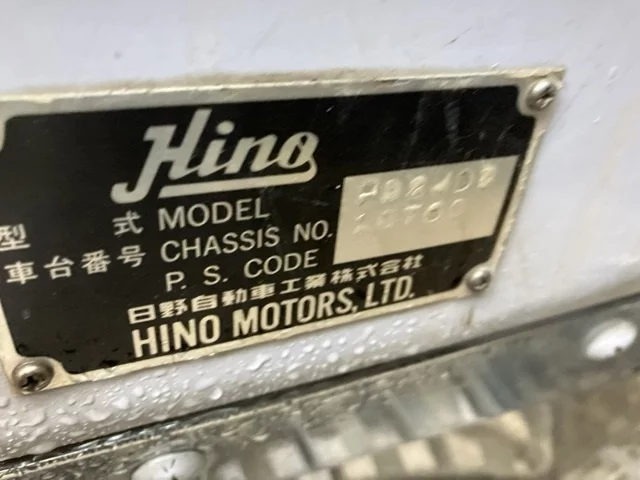 Hino
型 式 MODEL
車台番号 CHASSIS NO.
P. S. CODE
日野自動車工業株式会社
HINO MOTORS, LTD.